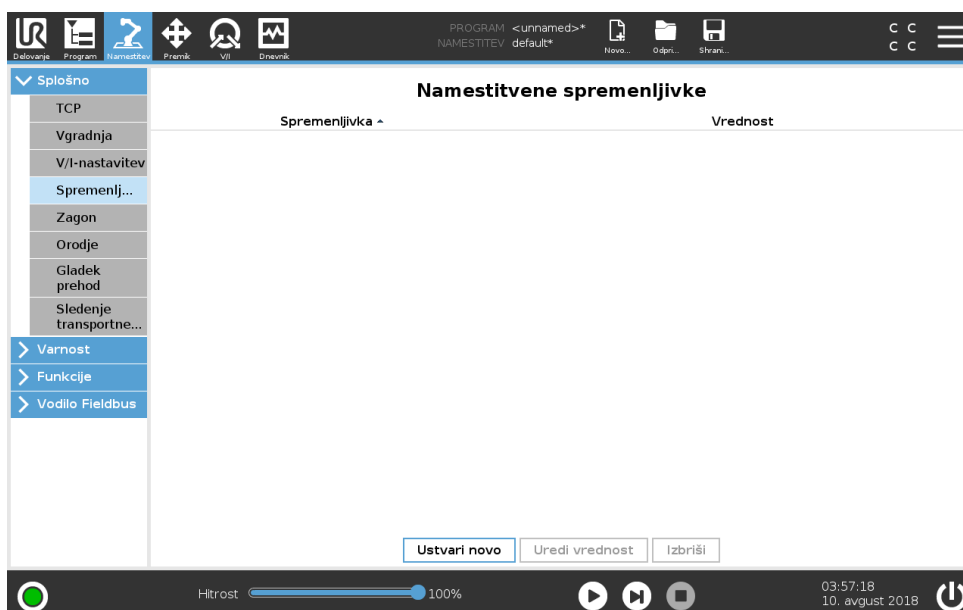 PROGRAM <unnamed>*
NAMESTITEV default*
C C
C C
Delovanje Program Namestitev Premik V/I Dnevnik Novo... Odpri... Shrani...
Splošno
TCP
Vgradnja
V/I-nastavitev
Spremenlj...
Zagon
Orodje
Gladek
prehod
Sledenje
transportne...
Varnost
Funkcije
Vodilo Fieldbus
Namestitvene spremenljivke
Spremenljivka Vrednost
Ustvari novo Uredi vrednost Izbriši
Hitrost 100%
03:57:18
10. avgust 2018